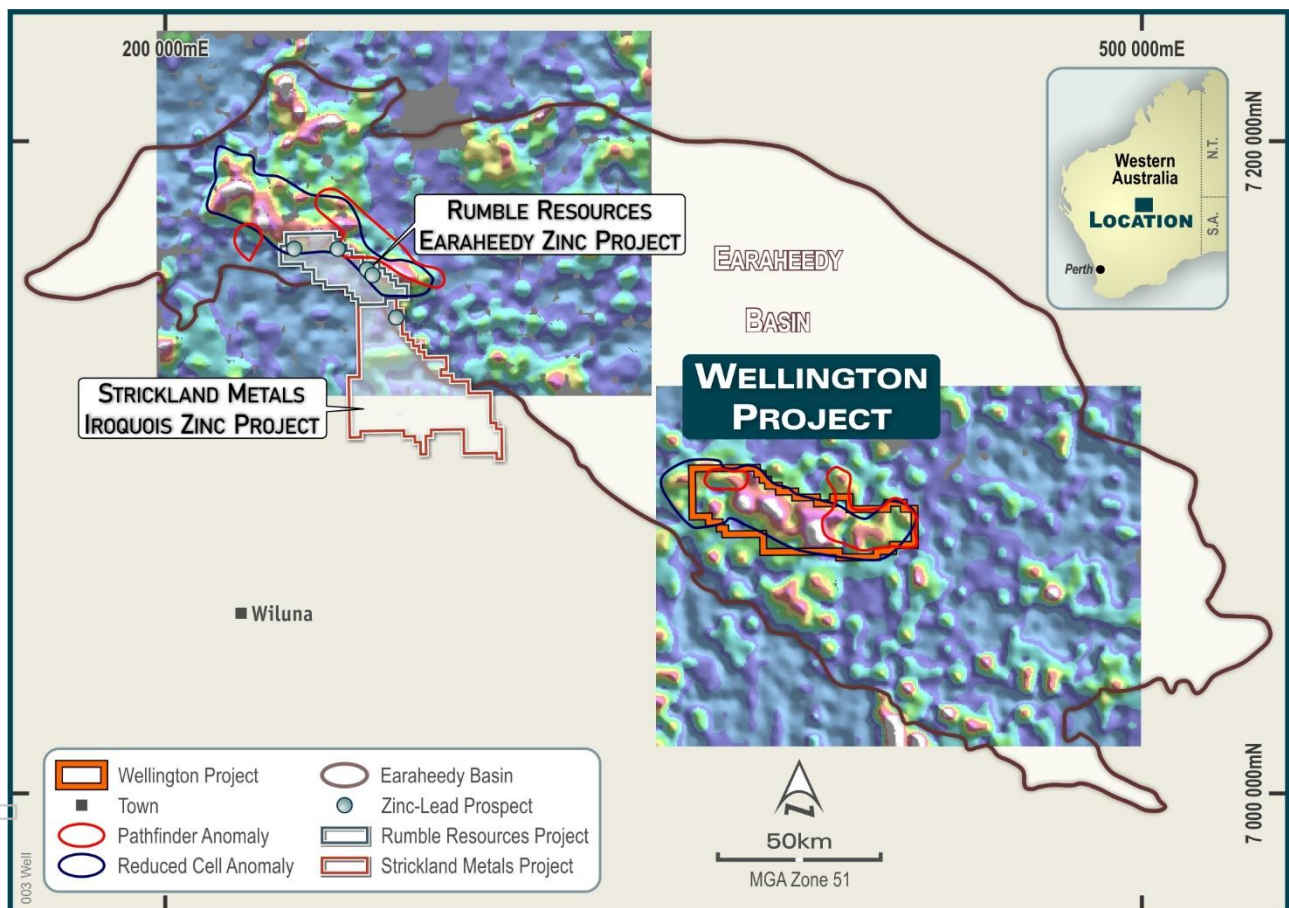 200 000mE
500 000mE
7 200 000mN
N.T.
Western
Australia
LOCATION
S.A.
Perth
RUMBLE RESOURCES
EARAHEEDY ZINC PROJECT
EARAHEEDY
BASIN
STRICKLAND METALS
IROQUOIS ZINC PROJECT
WELLINGTON
PROJECT
Wiluna
Wellington Project
Town
Pathfinder Anomaly
Reduced Cell Anomaly
Earaheedy Basin
Zinc-Lead Prospect
Rumble Resources Project
Strickland Metals Project
N
50km
MGA Zone 51
7 000 000mN
003 Well